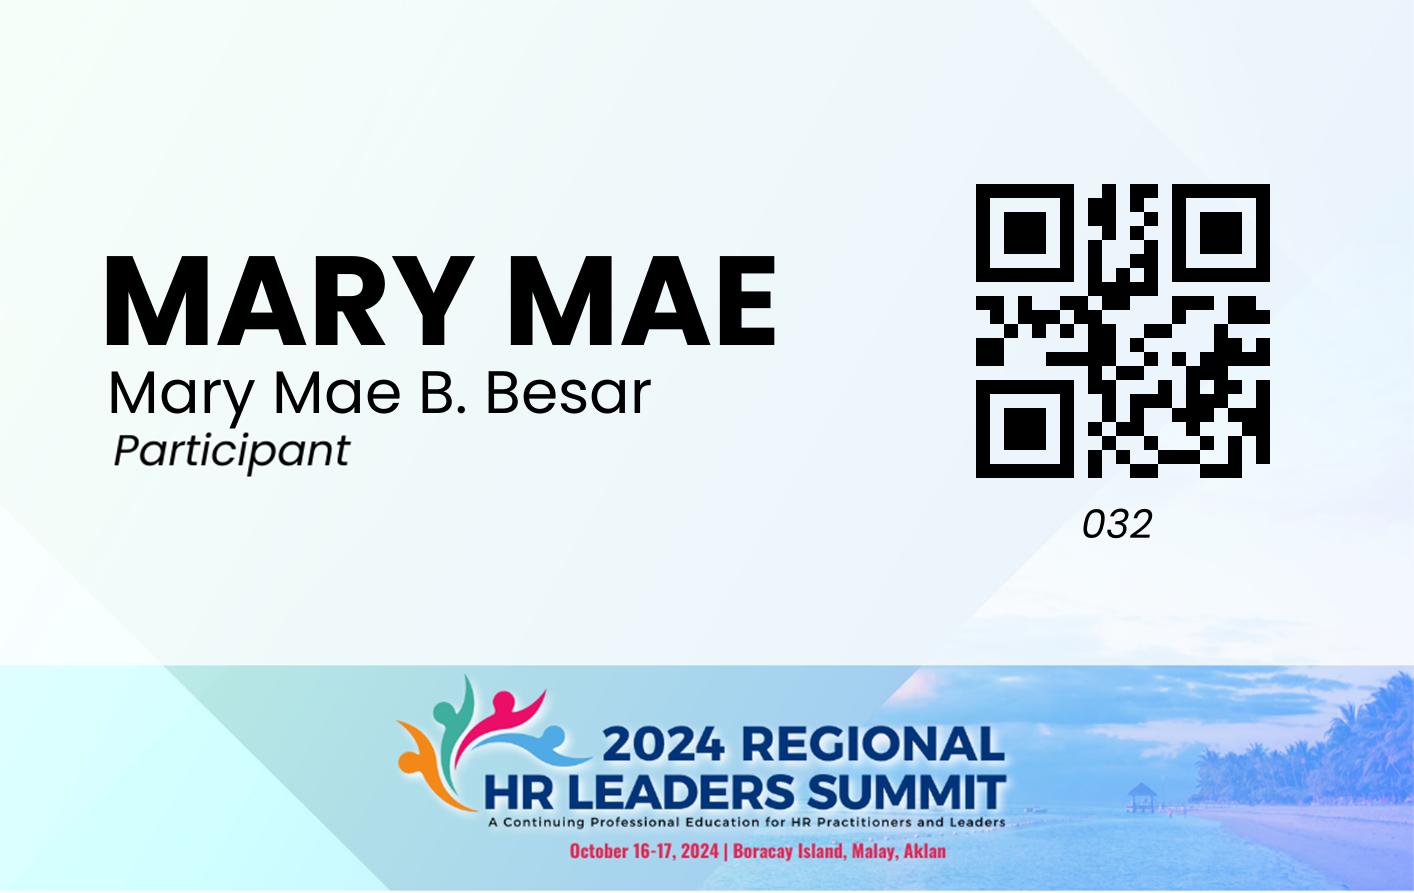 MARY MAE
Mary Mae B. Besar
Participant
032
2024 REGIONAL
HR LEADERS SUMMIT
A Continuing Professional Education for HR Practitioners and Leaders
October 16-17, 2024 | Boracay Island, Malay, Aklan